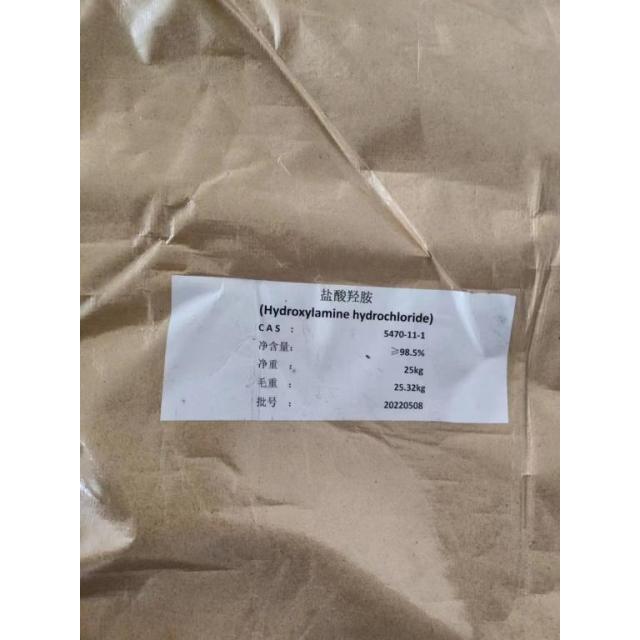 盐酸羟胺
(Hydroxylamine hydrochloride)
CAS : 5470-11-1
净含量: ≥98.5%
净重 : 25kg
毛重 : 25.32kg
批号 : 20220508